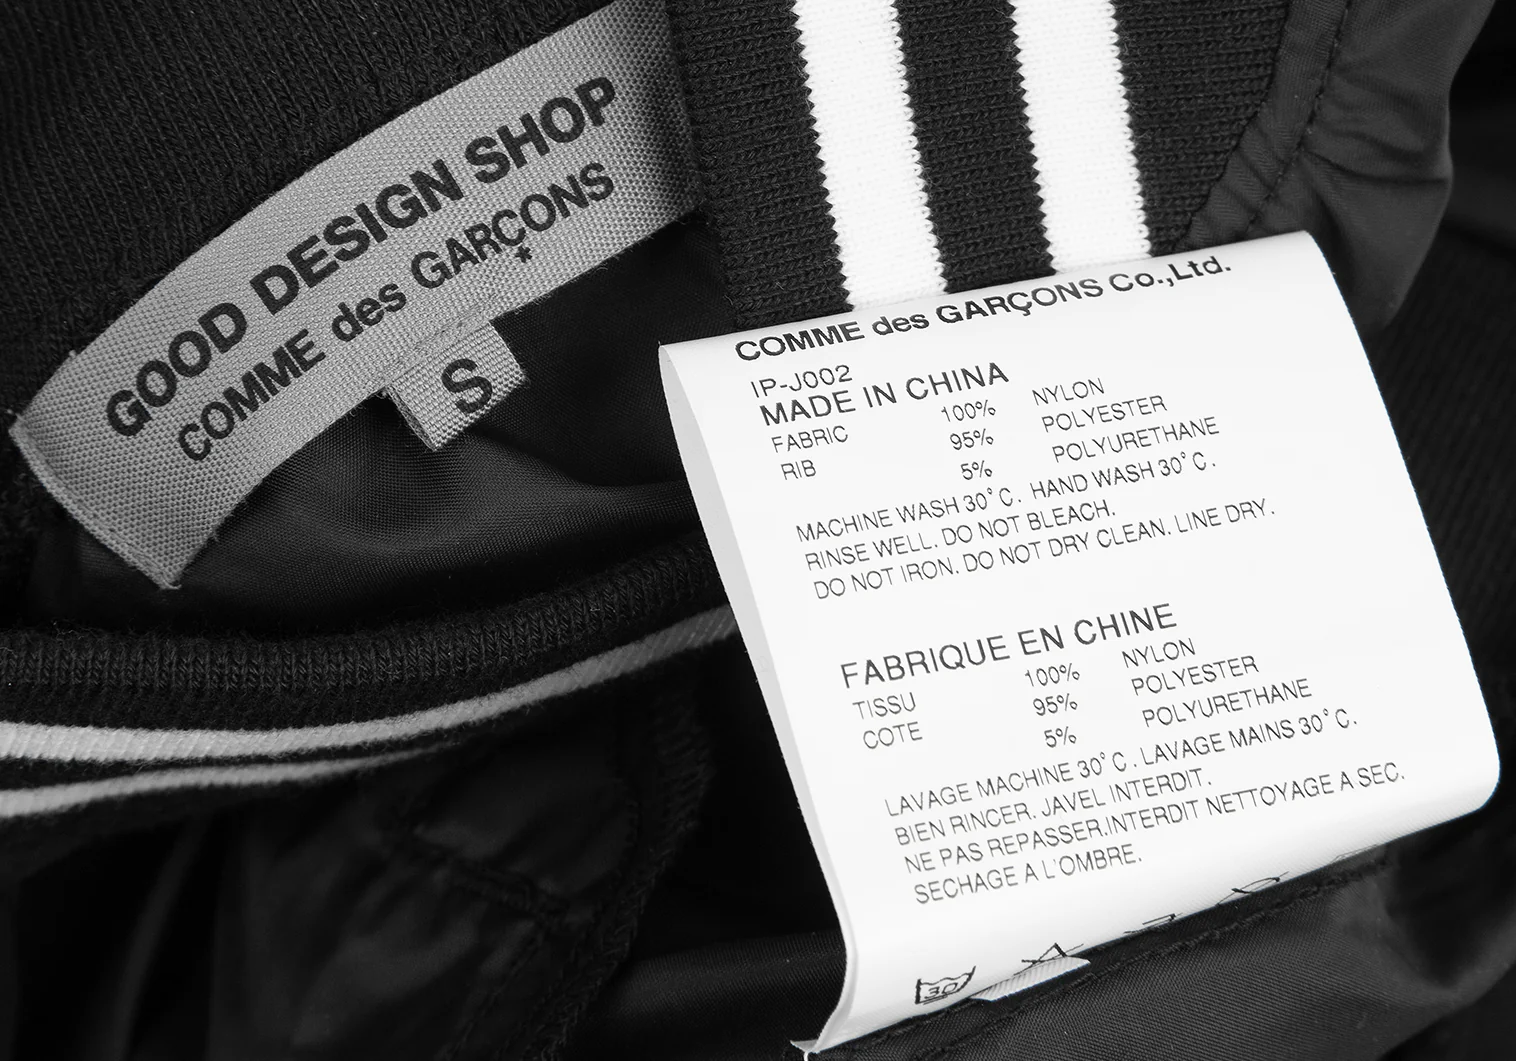 GOOD DESIGN SHOP
COMME des GARÇONS
S
COMME des GARÇONS Co.,Ltd.
IP-J002
MADE IN CHINA
FABRIC 100% NYLON
RIB 95% POLYESTER
5% POLYURETHANE
MACHINE WASH 30°C. HAND WASH 30°C.
RINSE WELL. DO NOT BLEACH.
DO NOT IRON. DO NOT DRY CLEAN. LINE DRY.
FABRIQUE EN CHINE
TISSU 100% NYLON
COTE 95% POLYESTER
5% POLYURETHANE
LAVAGE MACHINE 30°C. LAVAGE MAINS 30°C.
BIEN RINCER. JAVEL INTERDIT.
NE PAS REPASSER.INTERDIT NETTOYAGE A SEC.
SECHAGE A L'OMBRE.
30